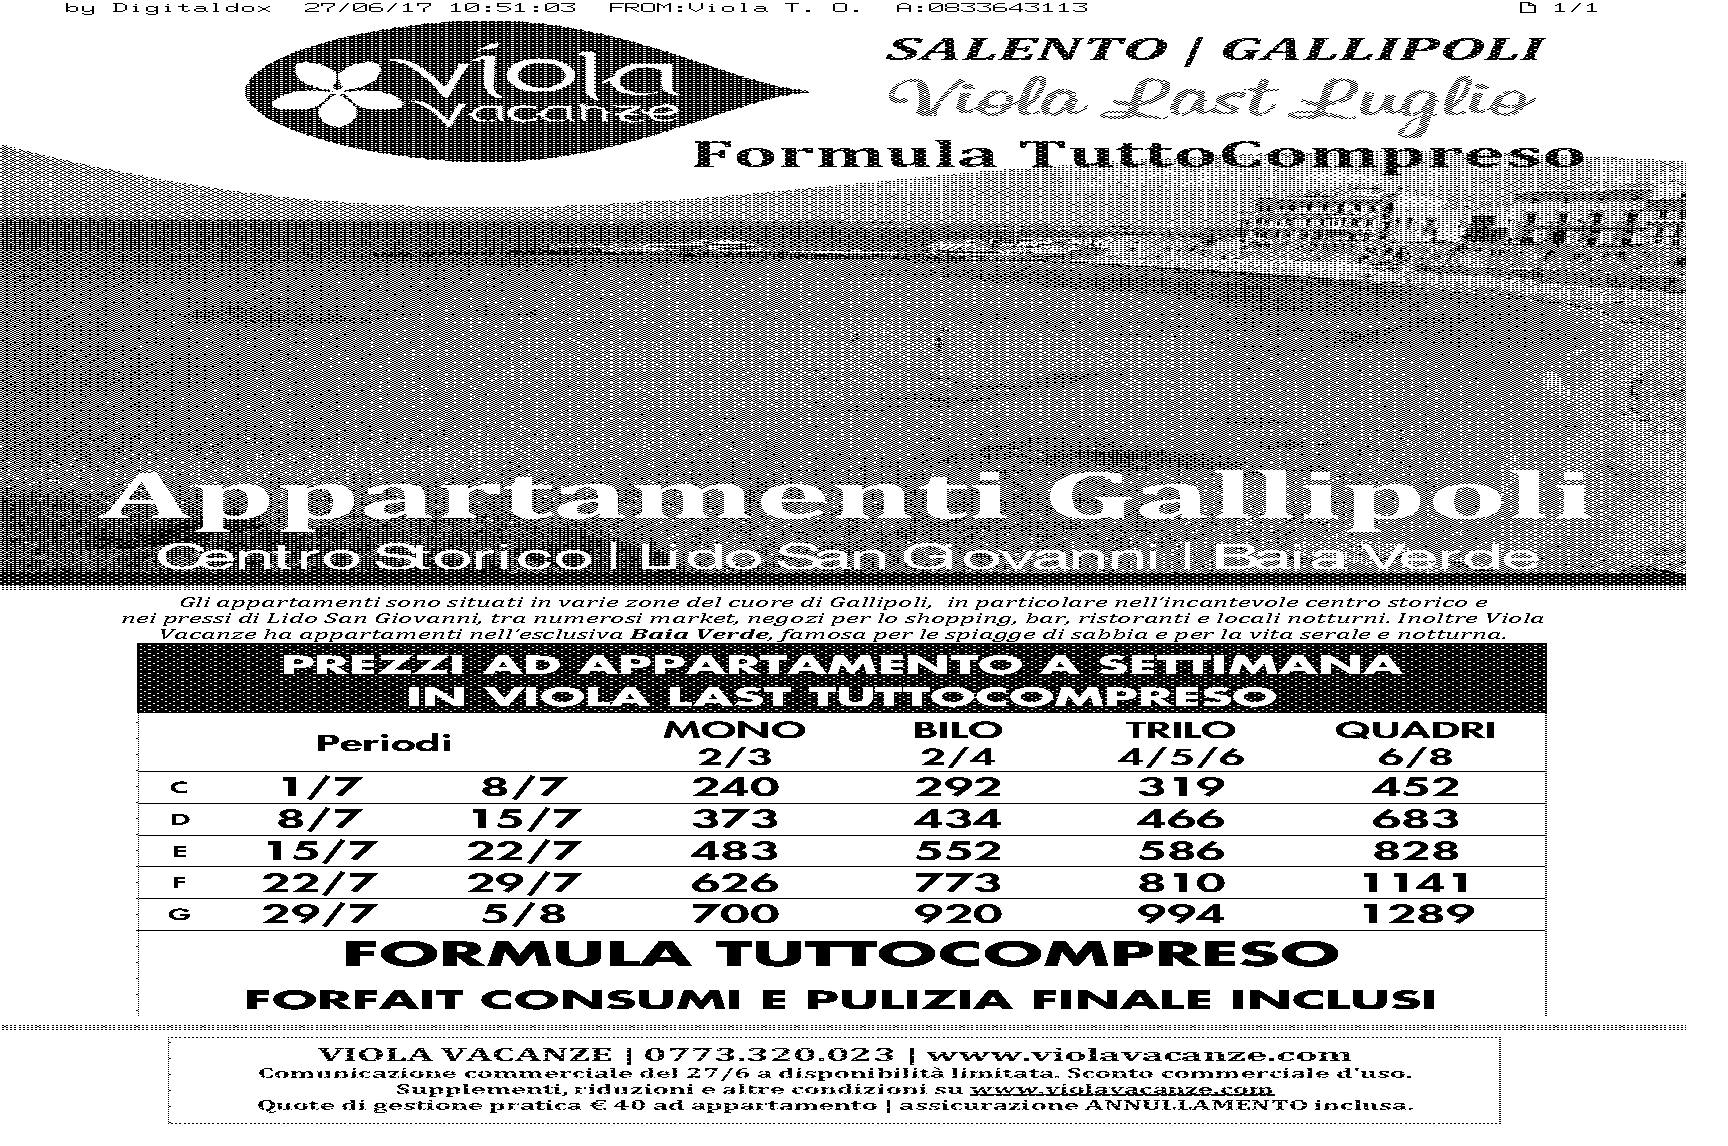 by Digitaldox 27/06/17 10:51:03 FROM:Viola T. O. A:0833643113 1/1
viola
vacanze
SALENTO / GALLIPOLI
Viola Last Luglio
Formula TuttoCompreso
Appartamenti Gallipoli
Centro Storico | Lido San Giovanni | Baia Verde
Gli appartamenti sono situati in varie zone del cuore di Gallipoli, in particolare nell'incantevole centro storico e
nei pressi di Lido San Giovanni, tra numerosi market, negozi per lo shopping, bar, ristoranti e locali notturni. Inoltre Viola
Vacanze ha appartamenti nell'esclusiva Baia Verde, famosa per le spiagge di sabbia e per la vita serale e notturna.
PREZZI AD APPARTAMENTO A SETTIMANA
IN VIOLA LAST TUTTOCOMPRESO
Periodi MONO 2/3 BILO 2/4 TRILO 4/5/6 QUADRI 6/8
C 1/7 8/7 240 292 319 452
D 8/7 15/7 373 434 466 683
E 15/7 22/7 483 552 586 828
F 22/7 29/7 626 773 810 1141
G 29/7 5/8 700 920 994 1289
FORMULA TUTTOCOMPRESO
FORFAIT CONSUMI E PULIZIA FINALE INCLUSI
VIOLA VACANZE | 0773.320.023 | www.violavacanze.com
Comunicazione commerciale del 27/6 a disponibilità limitata. Sconto commerciale d'uso.
Supplementi, riduzioni e altre condizioni su www.violavacanze.com
Quote di gestione pratica € 40 ad appartamento | assicurazione ANNULLAMENTO inclusa.